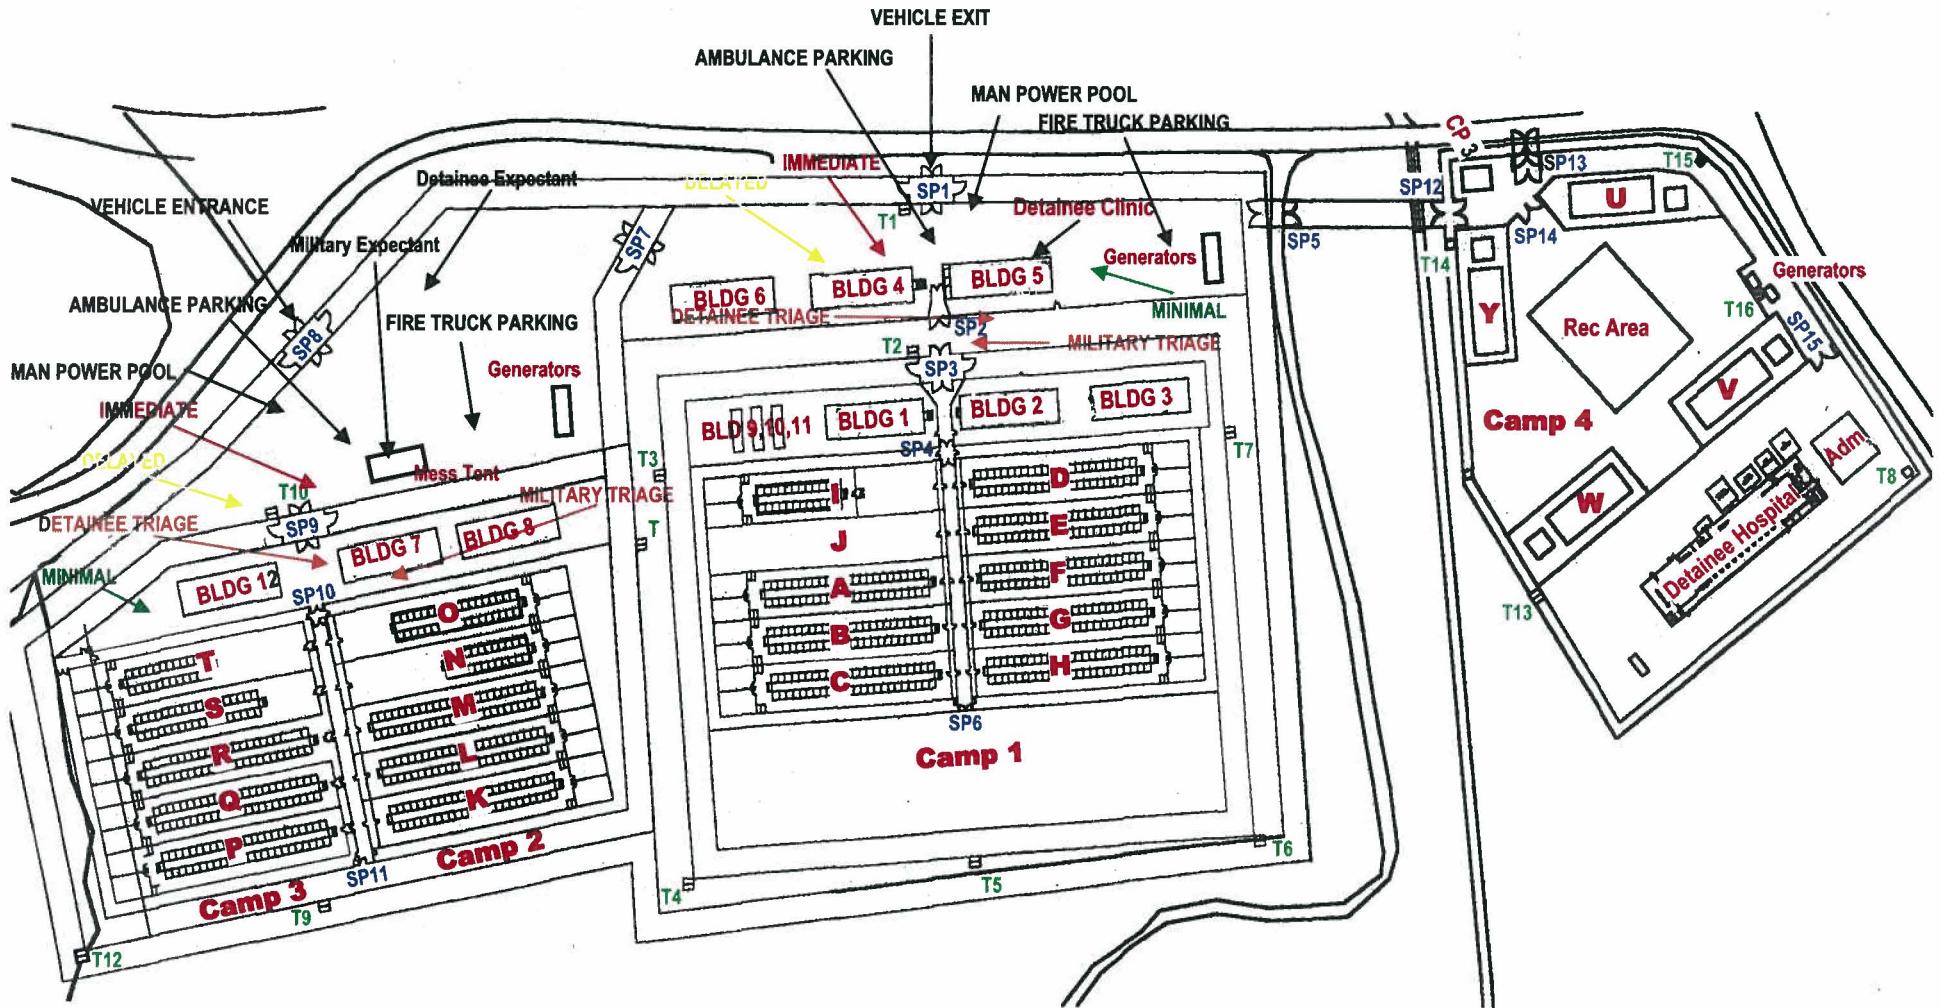 VEHICLE EXIT
AMBULANCE PARKING
MAN POWER POOL
FIRE TRUCK PARKING
CP 3
IMMEDIATE
SP13
T15
Detainee Expectant
DELAYED
SP1
SP12
U
VEHICLE ENTRANCE
T1
Detainee Clinic
Military Expectant
SP7
SP5
SP14
Generators
T14
Generators
BLDG 6
BLDG 4
BLDG 5
AMBULANCE PARKING
MINIMAL
T16
Y
Rec Area
SP15
FIRE TRUCK PARKING
DETAINEE TRIAGE
SP2
SP8
T2
MILITARY TRIAGE
MAN POWER POOL
Generators
SP3
V
IMMEDIATE
BLD 9,10,11
BLDG 1
BLDG 2
BLDG 3
Camp 4
DELAYED
T3
SP4
T7
Adm
Mess Tent
T8
T10
MILITARY TRIAGE
I
D
W
DETAINEE TRIAGE
SP9
T
J
E
Detainee Hospital
BLDG 7
BLDG 8
MINIMAL
BLDG 12
SP10
A
F
T13
O
B
G
T
N
C
H
S
M
SP6
R
L
Camp 1
Q
K
P
Camp 2
T6
SP11
T5
Camp 3
T4
T9
T12